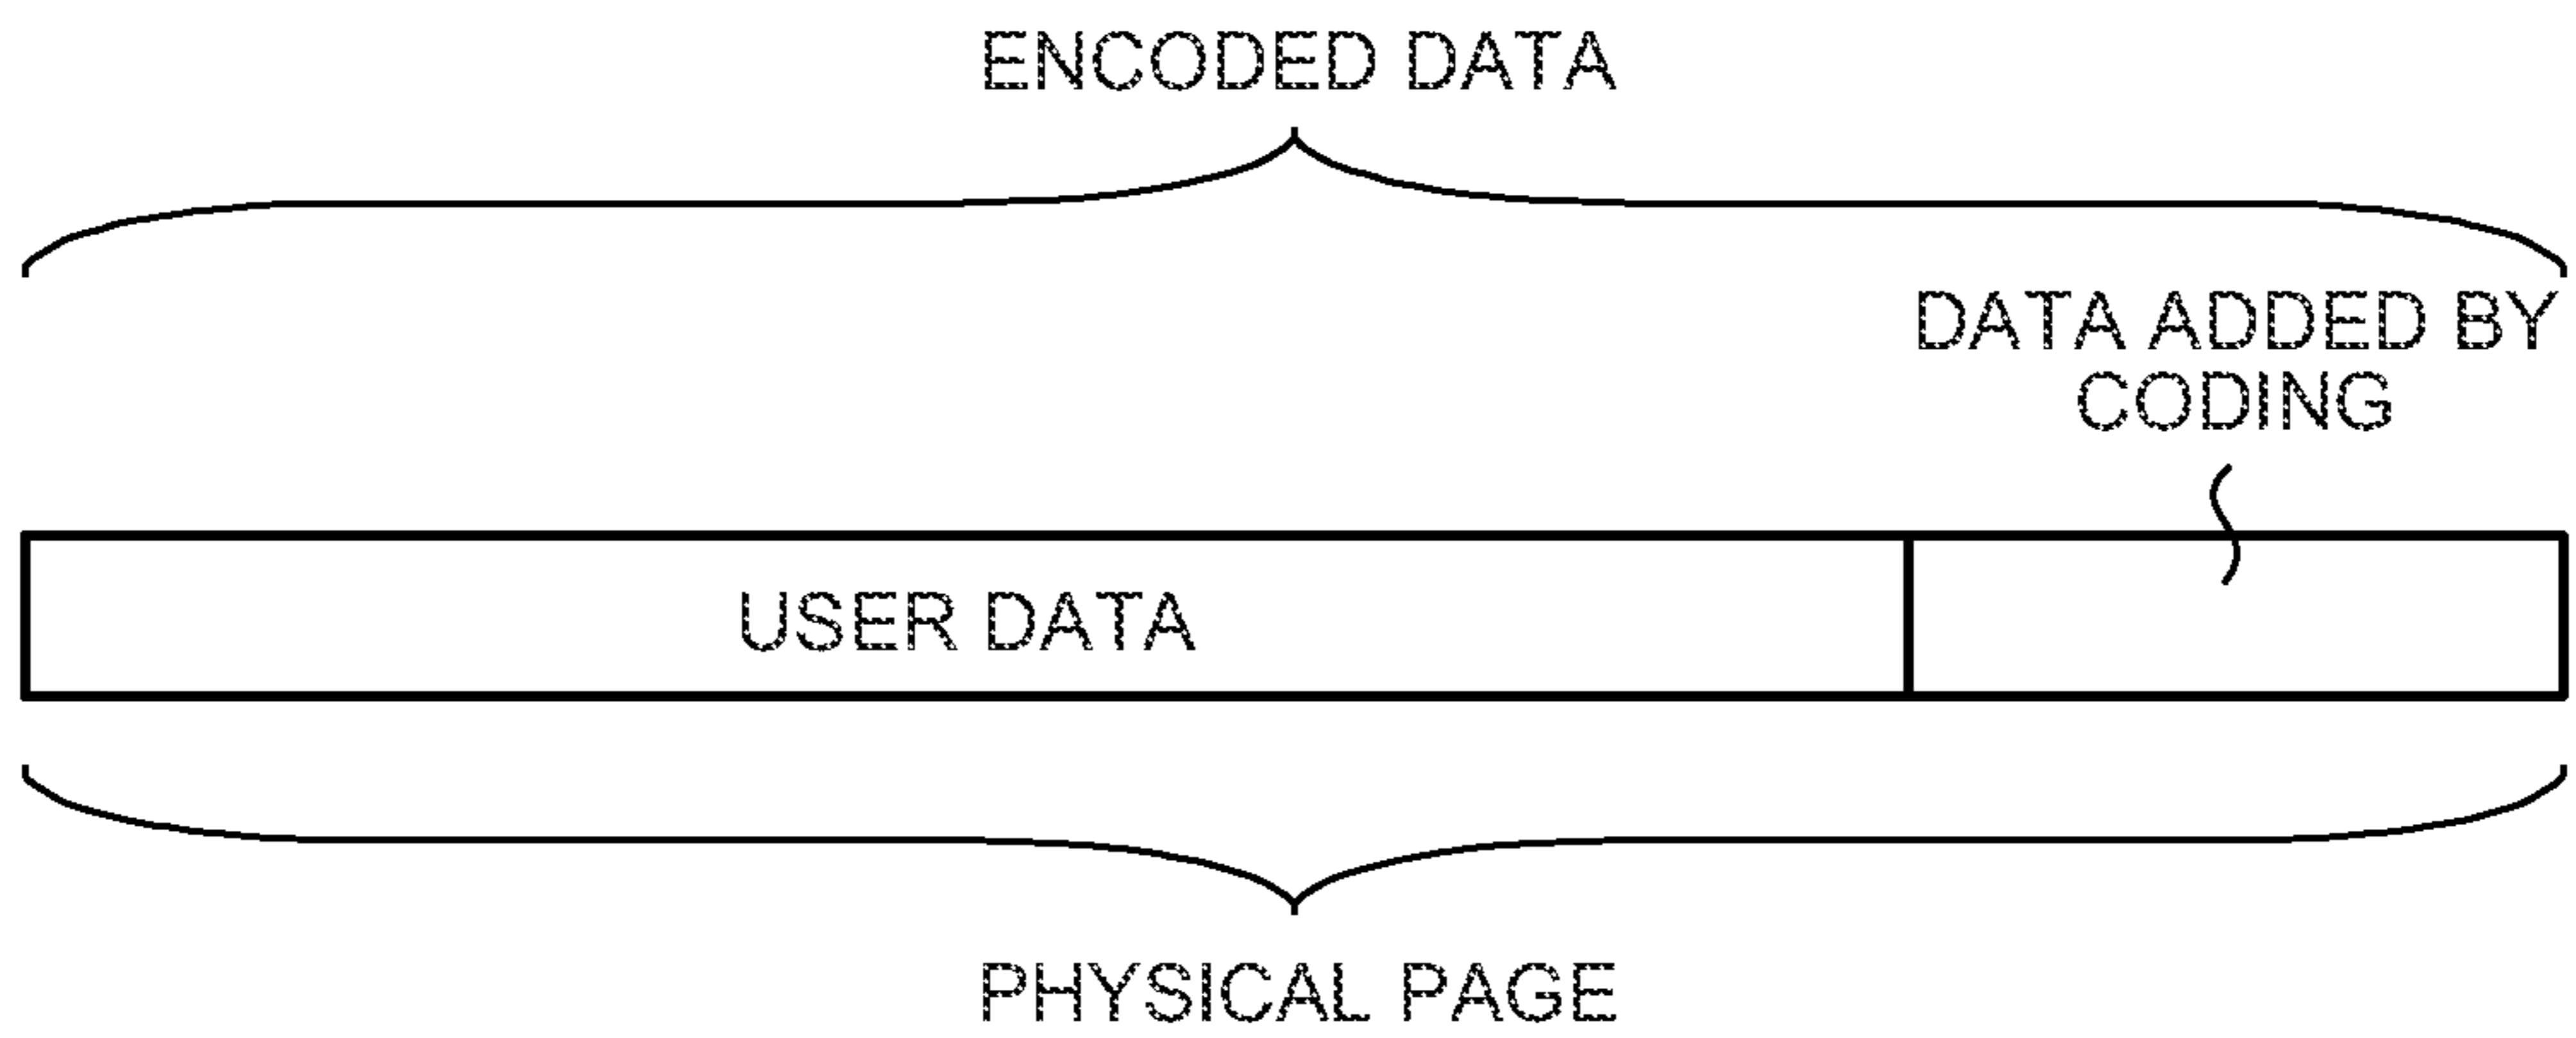 ENCODED DATA
DATA ADDED BY
CODING
USER DATA
PHYSICAL PAGE